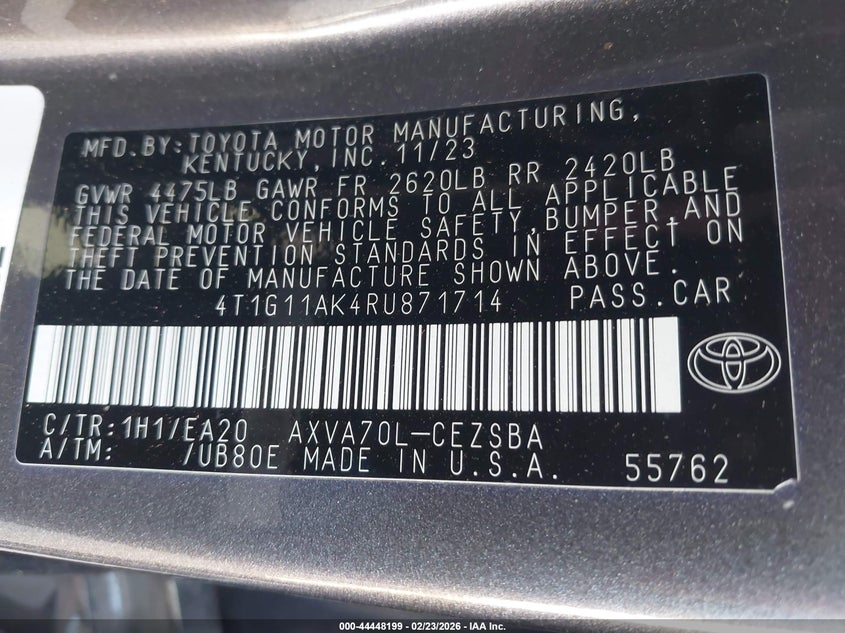 MFD.BY:TOYOTA MOTOR MANUFACTURING,
KENTUCKY,INC.11/23
GVWR 4475LB GAWR FR 2620LB RR 2420LB
THIS VEHICLE CONFORMS TO ALL APPLICABLE
FEDERAL MOTOR VEHICLE SAFETY,BUMPER,AND
THEFT PREVENTION STANDARDS IN EFFECT ON
THE DATE OF MANUFACTURE SHOWN ABOVE.
4T1G11AK4RU871714 PASS.CAR
C/TR:1H1/EA20 AXVA70L-CEZSBA
A/TM: /UB80E MADE IN U.S.A. 55762
000-44448199 - 02/23/2026 - IAA Inc.